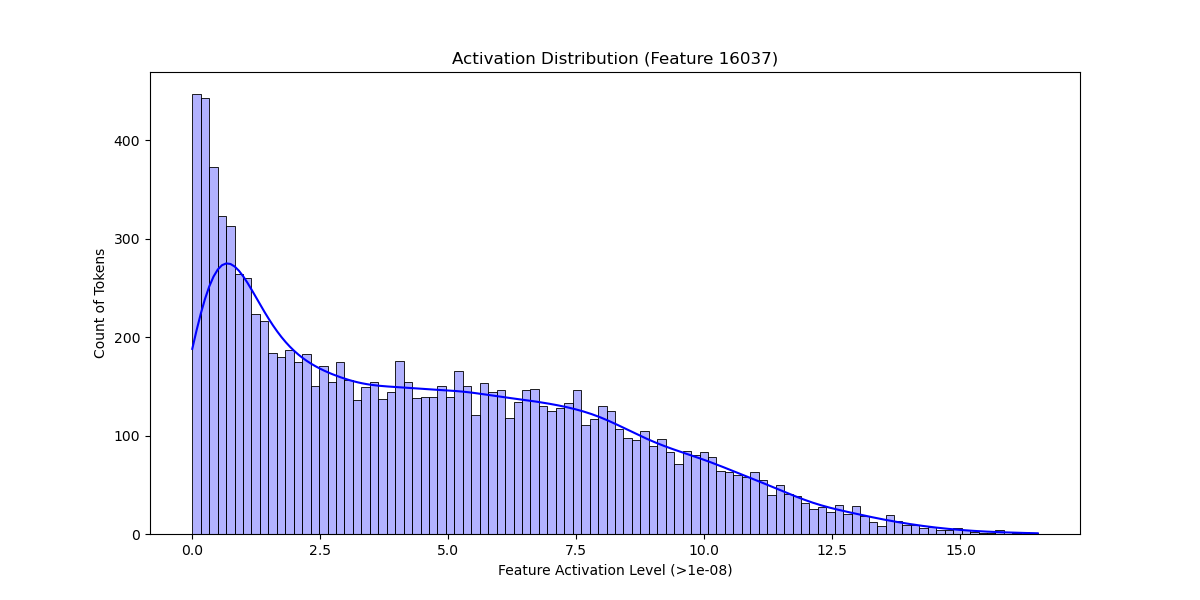 Activation Distribution (Feature 16037)
Count of Tokens
400
300
200
100
0
0.0 2.5 5.0 7.5 10.0 12.5 15.0
Feature Activation Level (>1e-08)